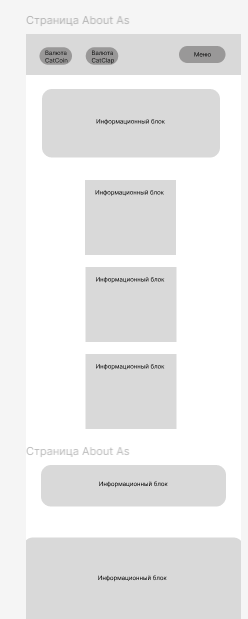 Страница About As
Валюта
CatCoin
Валюта
CatClap
Меню
Информационный блок
Информационный блок
Информационный блок
Информационный блок
Страница About As
Информационный блок
Информационный блок